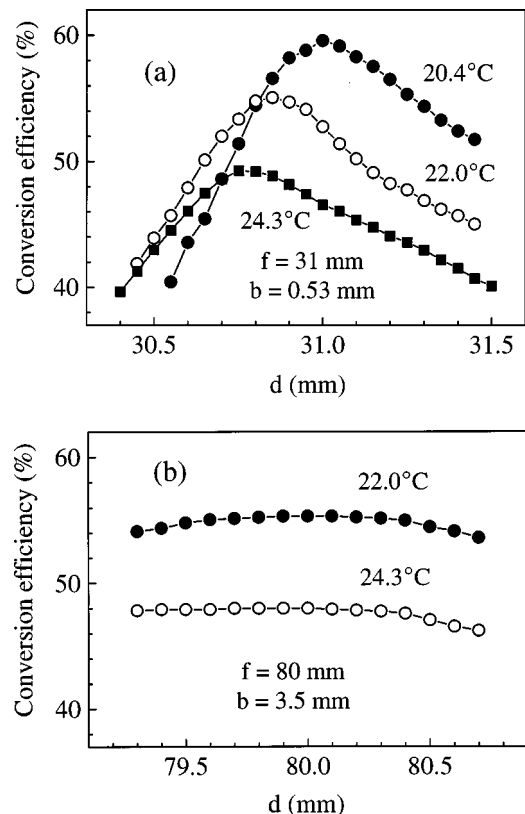 Conversion efficiency (%)
60
50
40
(a)
20.4°C
22.0°C
24.3°C
f = 31 mm
b = 0.53 mm
30.5
31.0
31.5
d (mm)
Conversion efficiency (%)
60
50
40
(b)
22.0°C
24.3°C
f = 80 mm
b = 3.5 mm
79.5
80.0
80.5
d (mm)